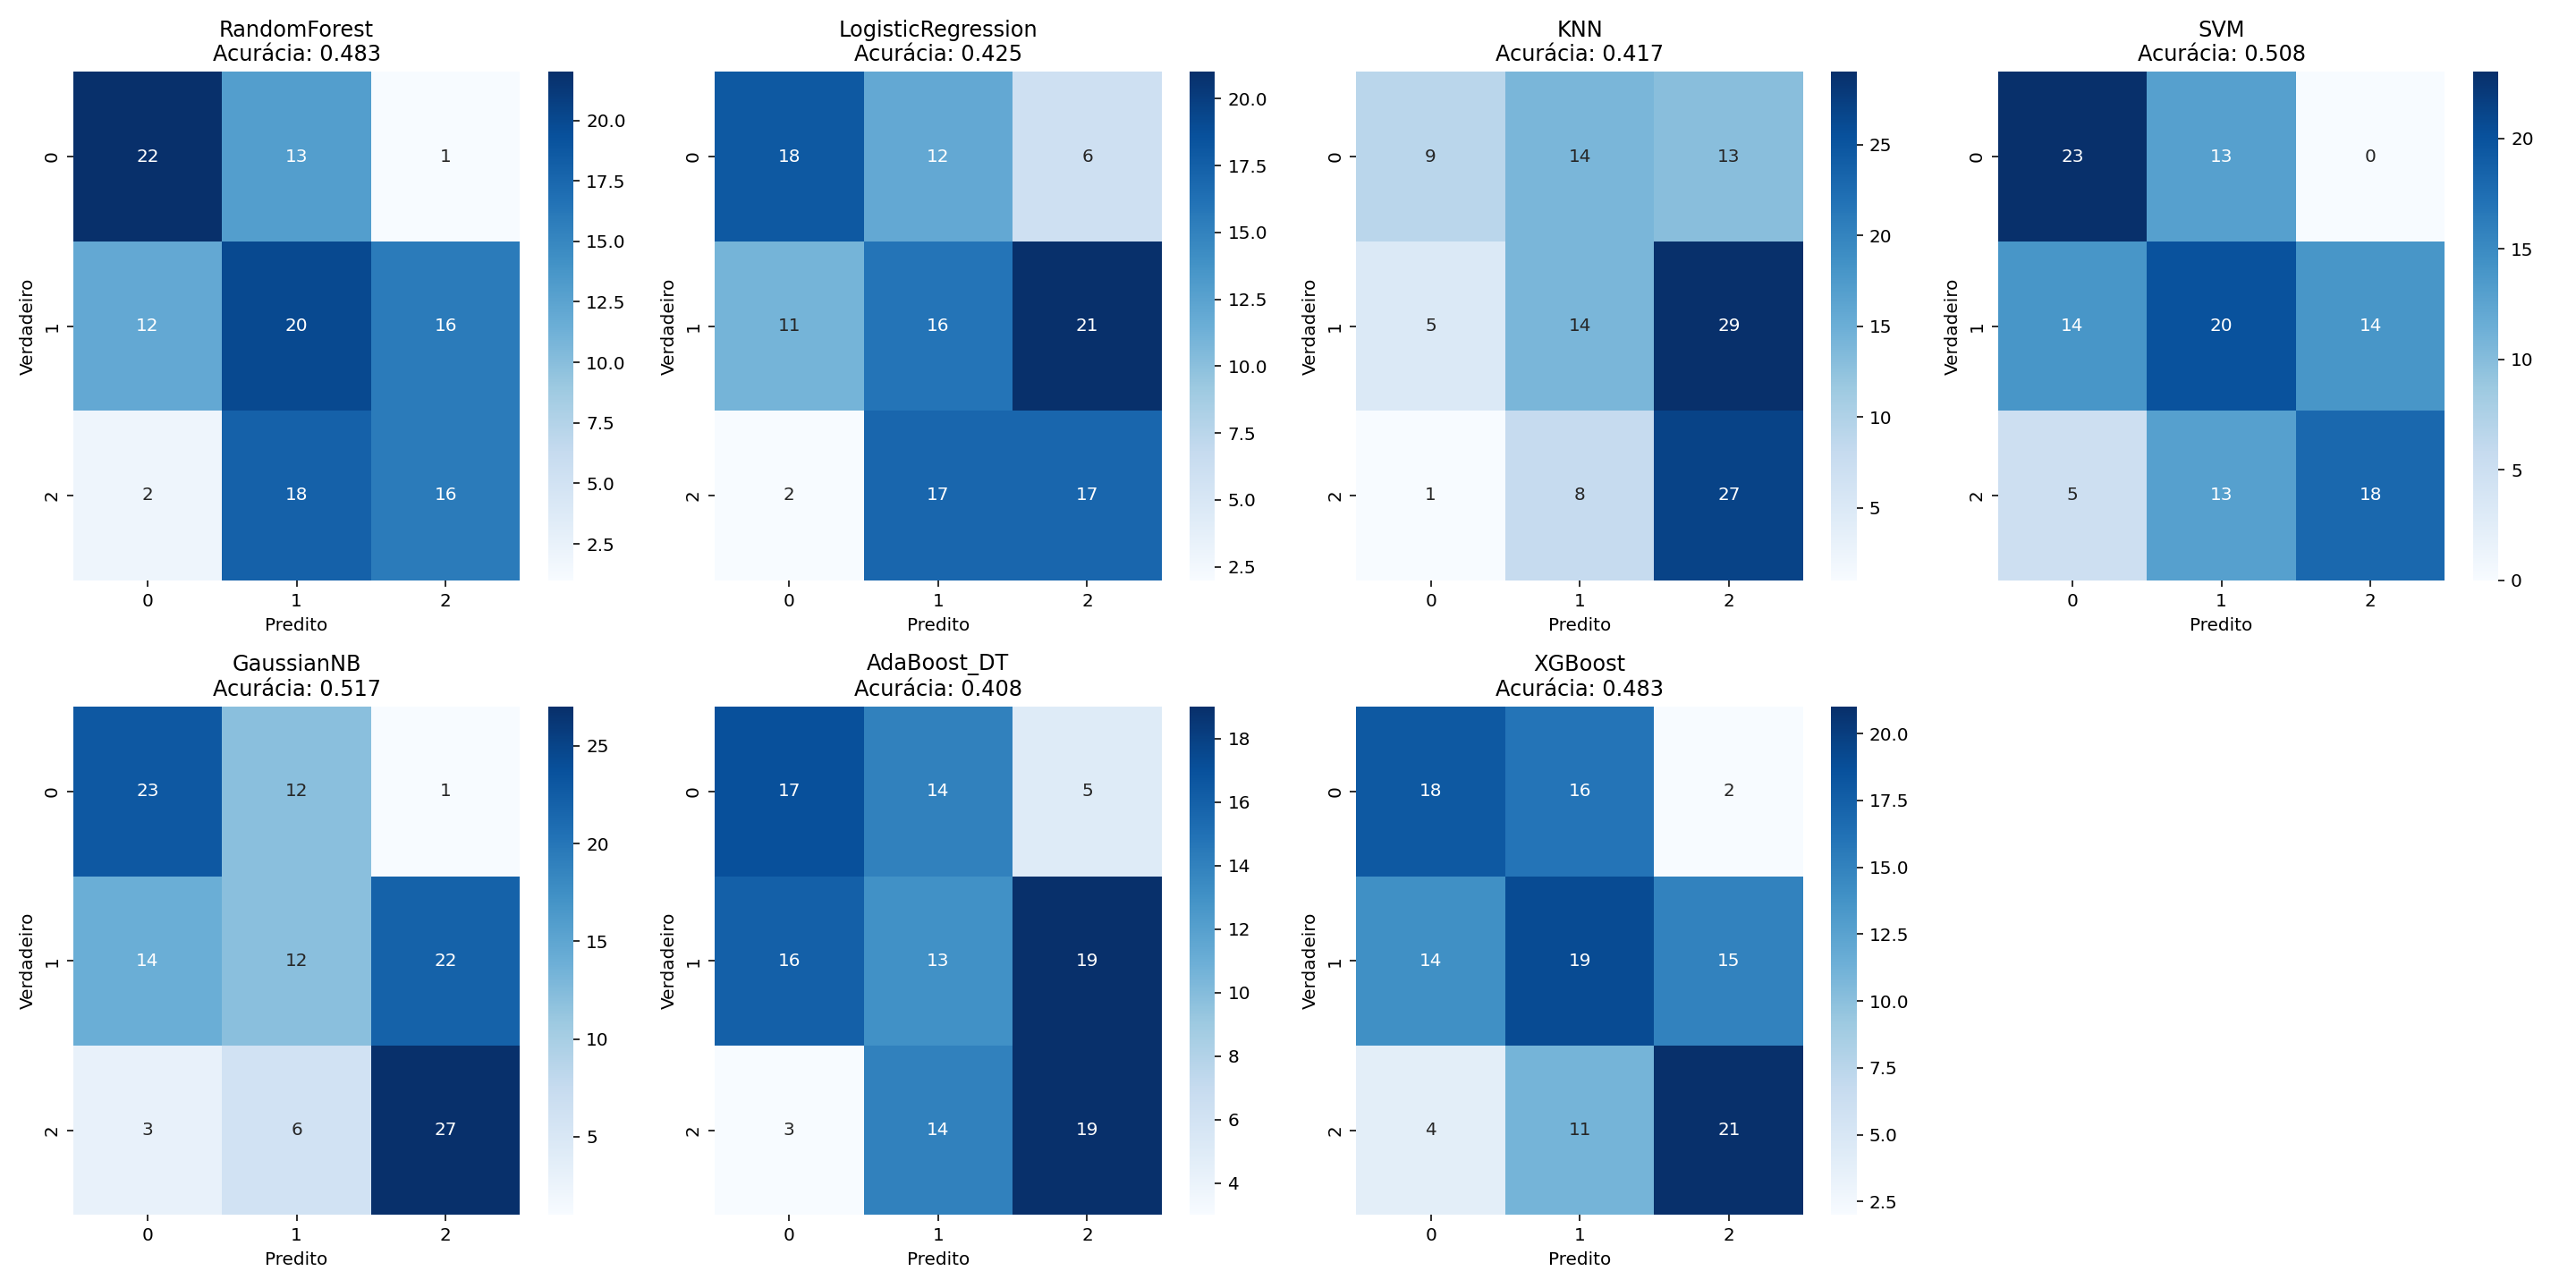 RandomForest
Acurácia: 0.483
22 13 1
12 20 16
2 18 16
0 1 2
Verdadeiro
0 1 2
Predito
20.0
17.5
15.0
12.5
10.0
7.5
5.0
2.5
LogisticRegression
Acurácia: 0.425
18 12 6
11 16 21
2 17 17
0 1 2
Verdadeiro
0 1 2
Predito
20.0
17.5
15.0
12.5
10.0
7.5
5.0
2.5
KNN
Acurácia: 0.417
9 14 13
5 14 29
1 8 27
0 1 2
Verdadeiro
0 1 2
Predito
25
20
15
10
5
SVM
Acurácia: 0.508
23 13 0
14 20 14
5 13 18
0 1 2
Verdadeiro
0 1 2
Predito
20
15
10
5
0
GaussianNB
Acurácia: 0.517
23 12 1
14 12 22
3 6 27
0 1 2
Verdadeiro
0 1 2
Predito
25
20
15
10
5
AdaBoost_DT
Acurácia: 0.408
17 14 5
16 13 19
3 14 19
0 1 2
Verdadeiro
0 1 2
Predito
18
16
14
12
10
8
6
4
XGBoost
Acurácia: 0.483
18 16 2
14 19 15
4 11 21
0 1 2
Verdadeiro
0 1 2
Predito
20.0
17.5
15.0
12.5
10.0
7.5
5.0
2.5